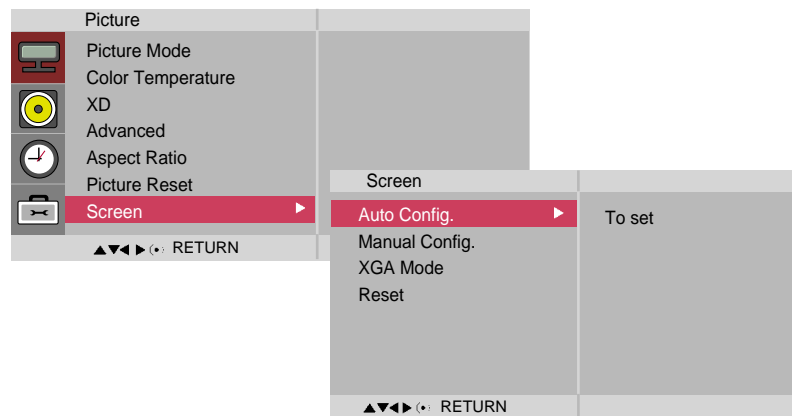 Picture
Picture Mode
Color Temperature
XD
Advanced
Aspect Ratio
Picture Reset
Screen
RETURN
Screen
Auto Config.
To set
Manual Config.
XGA Mode
Reset
RETURN